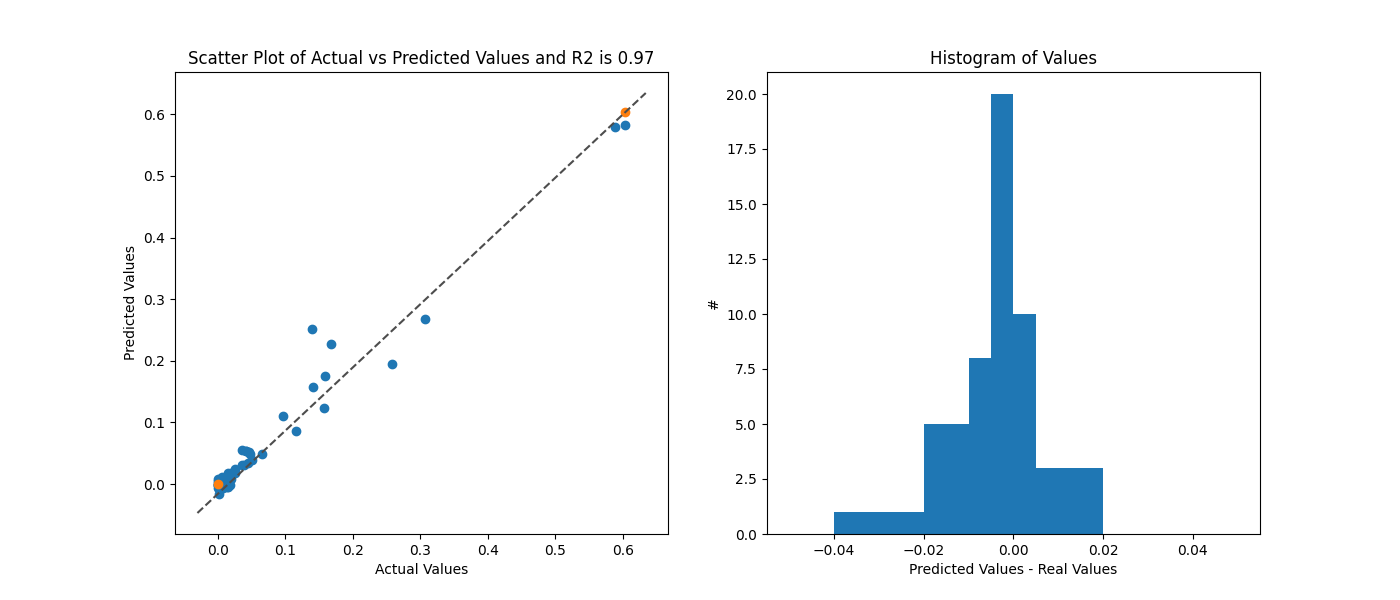 Scatter Plot of Actual vs Predicted Values and R2 is 0.97
Predicted Values
0.6
0.5
0.4
0.3
0.2
0.1
0.0
0.0 0.1 0.2 0.3 0.4 0.5 0.6
Actual Values
Histogram of Values
#
20.0
17.5
15.0
12.5
10.0
7.5
5.0
2.5
0.0
−0.04 −0.02 0.00 0.02 0.04
Predicted Values - Real Values